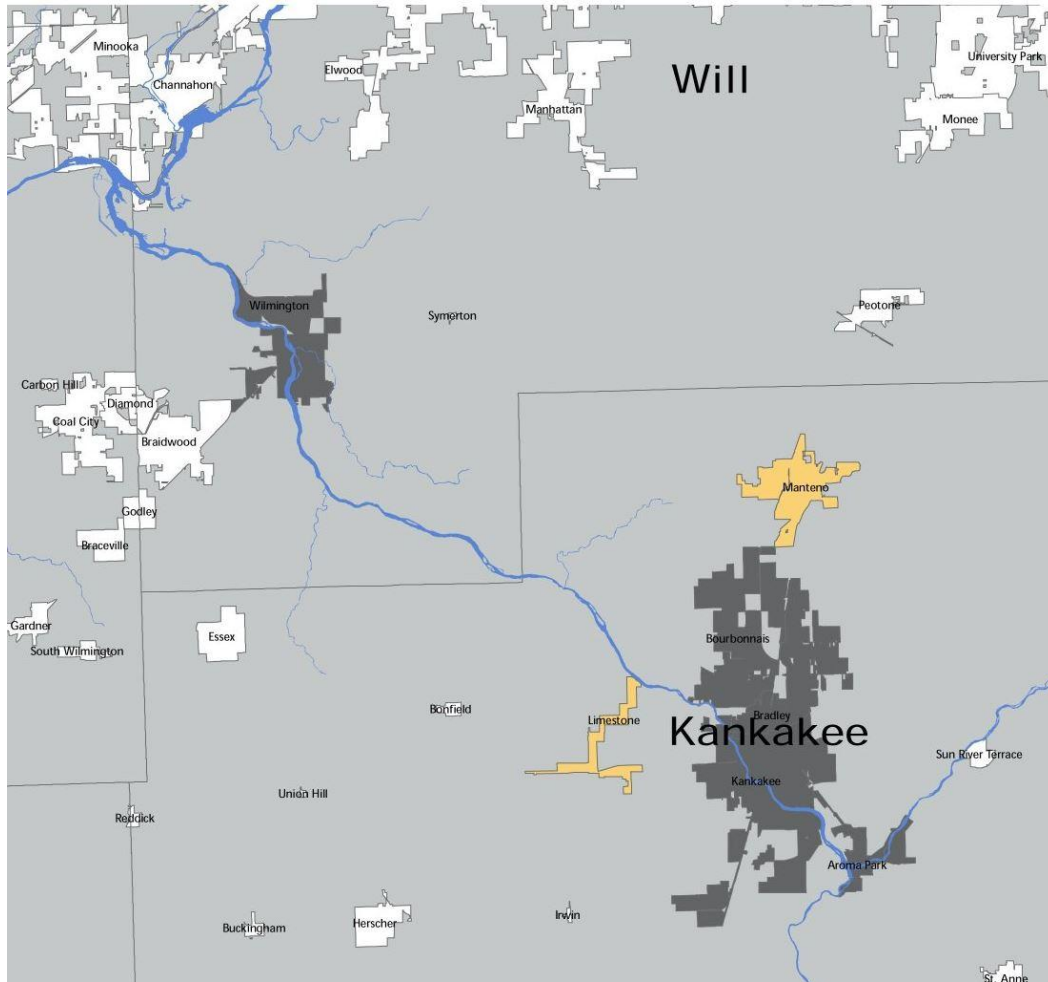 Minooka
University Park
Elwood
Will
Channahon
Manhattan
Monee
Wilmington
Peotone
Symerton
Carbon Hill
Diamond
Coal City
Braidwood
Manteno
Godley
Braceville
Gardner
Essex
Bourbonnais
South Wilmington
Bonfield
Limestone
Bradley
Kankakee
Sun River Terrace
Kankakee
Union Hill
Reddick
Aroma Park
Irwin
Herscher
Buckingham
St. Anne